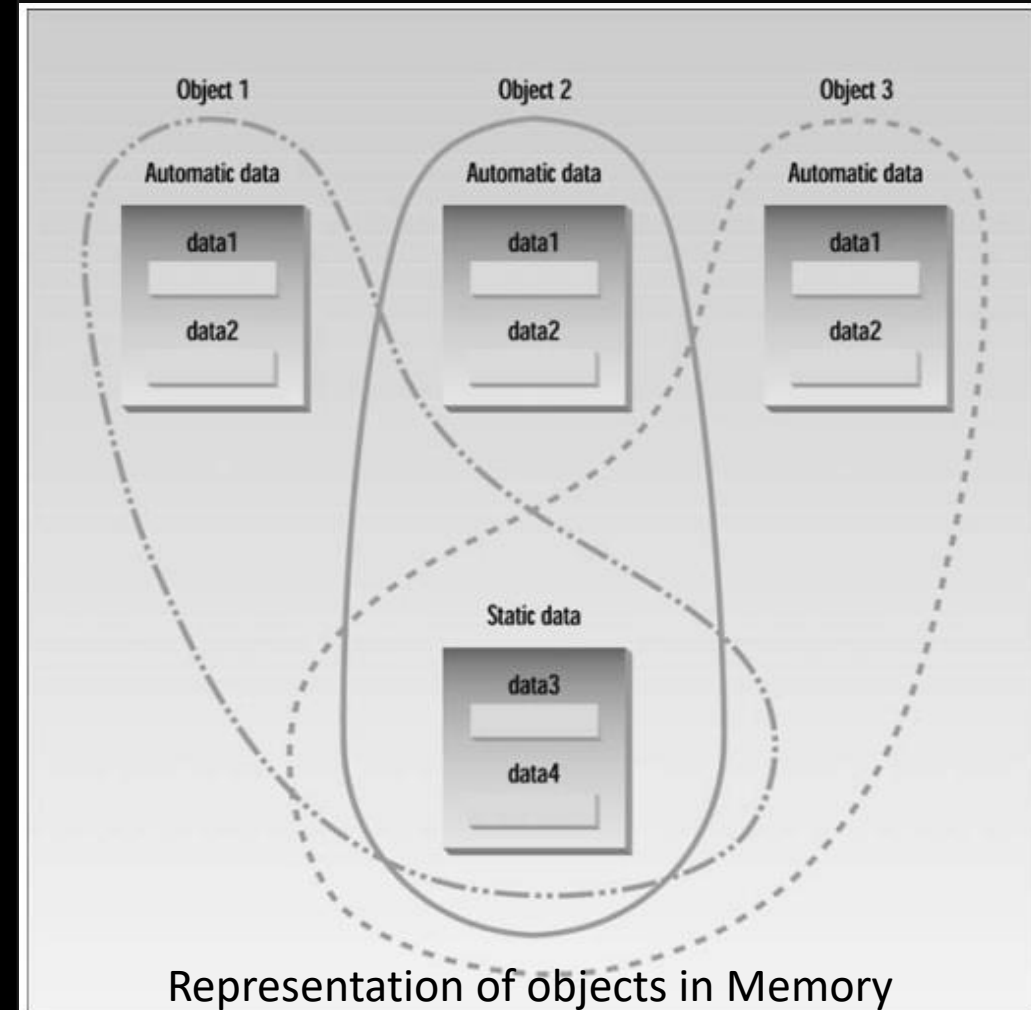 Object 1 Object 2 Object 3
Automatic data Automatic data Automatic data
data1 data1 data1
data2 data2 data2
Static data
data3
data4
Representation of objects in Memory